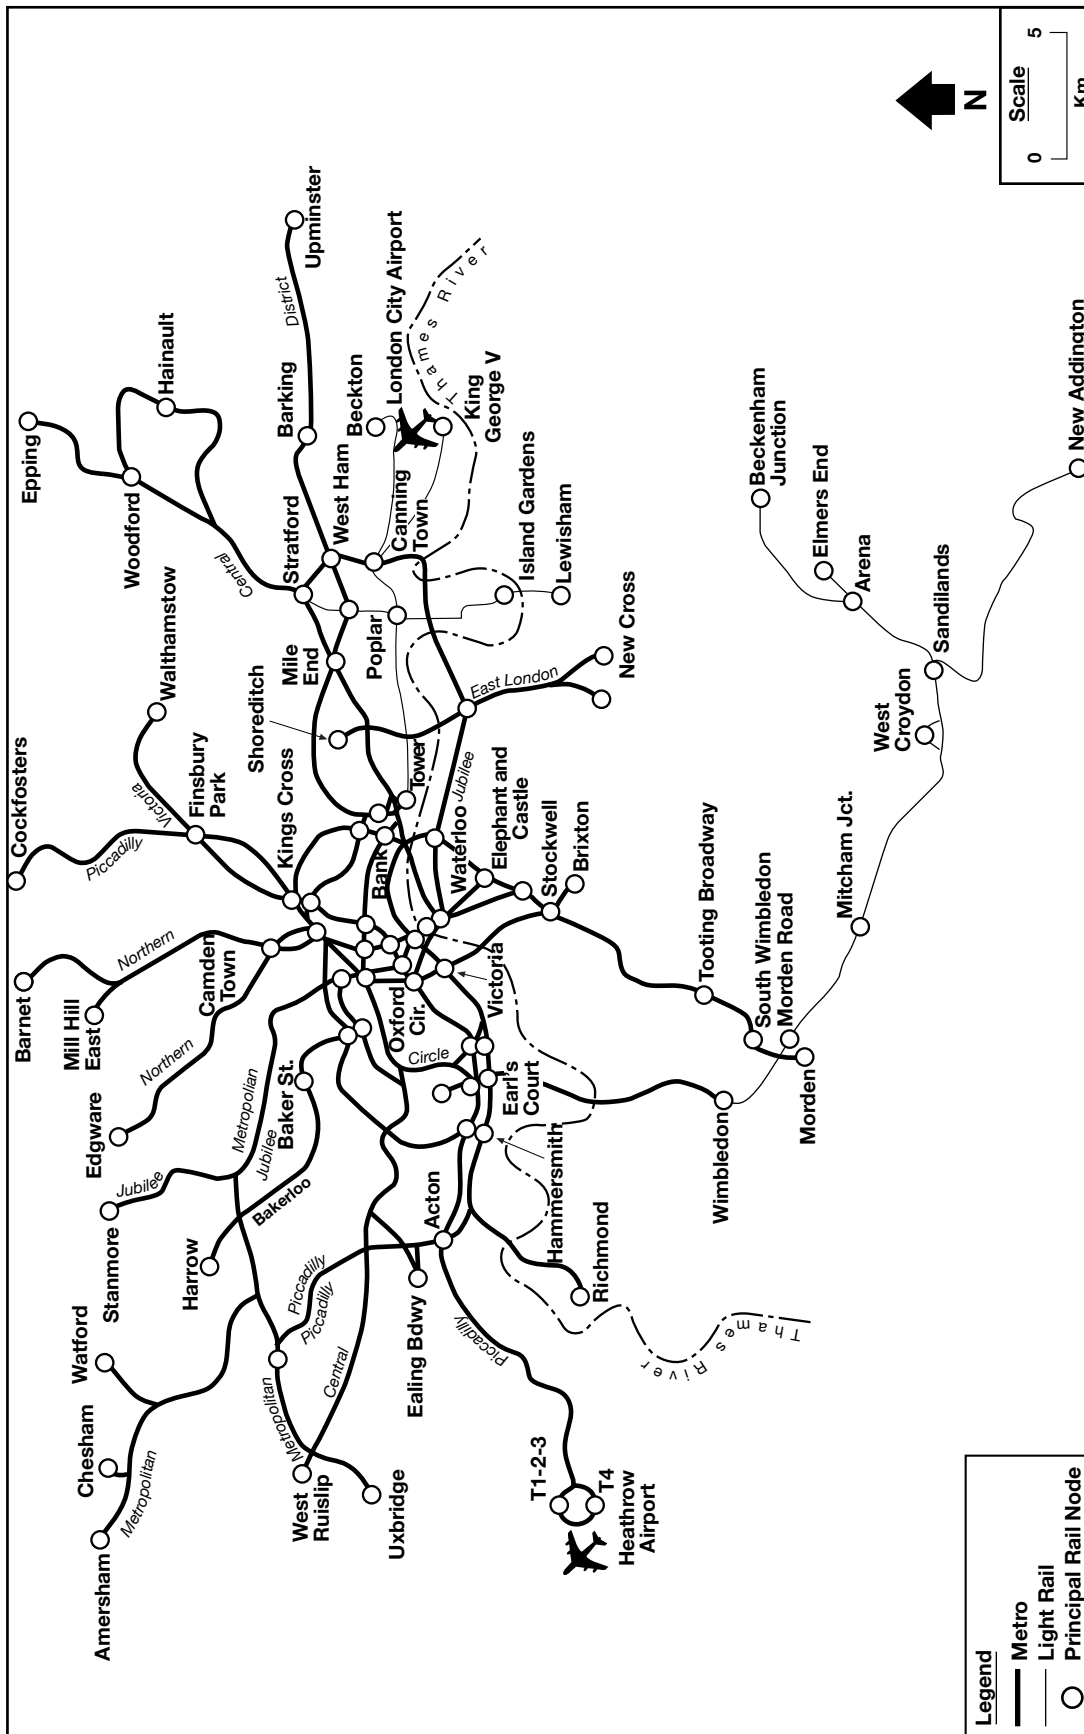 Epping
Hainault
Woodford
Central
Walthamstow
Cockfosters
Victoria
Piccadilly
Finsbury
Park
Barnet
Northern
Mill Hill
East
Camden
Town
Edgware
Northern
Stanmore
Jubilee
Harrow
Bakerloo
Metropolian
Jubilee
Baker St.
Watford
Chesham
Amersham
Metropolitan
Metropolitan
West
Ruislip
Uxbridge
Piccadilly
Piccadilly
Central
Ealing Bdwy
Acton
Piccadilly
T1-2-3
T4
Heathrow
Airport
Richmond
Hammersmith
Earl's
Court
Circle
Oxford
Cir.
Victoria
Kings Cross
Bank
Tower
Shoreditch
Mile
End
Stratford
West Ham
Barking
District
Upminster
Beckton
London City Airport
King
George V
Canning
Town
Poplar
Island Gardens
Lewisham
New Cross
East London
Jubilee
Waterloo
Elephant and
Castle
Stockwell
Brixton
Tooting Broadway
South Wimbledon
Morden Road
Morden
Wimbledon
Mitcham Jct.
West
Croydon
Sandilands
Arena
Elmers End
Beckenham
Junction
New Addington
Thames River
Thames River
N
Scale
0 5
Km
Legend
Metro
Light Rail
Principal Rail Node